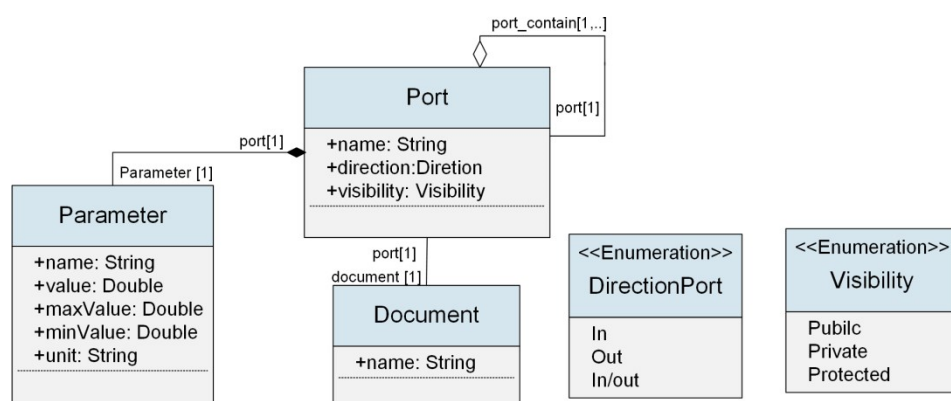 port_contain[1,..]
Port
port[1]
+name: String
+direction:Diretion
+visibility: Visibility
port[1]
Parameter [1]
Parameter
+name: String
+value: Double
+maxValue: Double
+minValue: Double
+unit: String
port[1]
document [1]
Document
+name: String
<<Enumeration>>
DirectionPort
In
Out
In/out
<<Enumeration>>
Visibility
Pubilc
Private
Protected